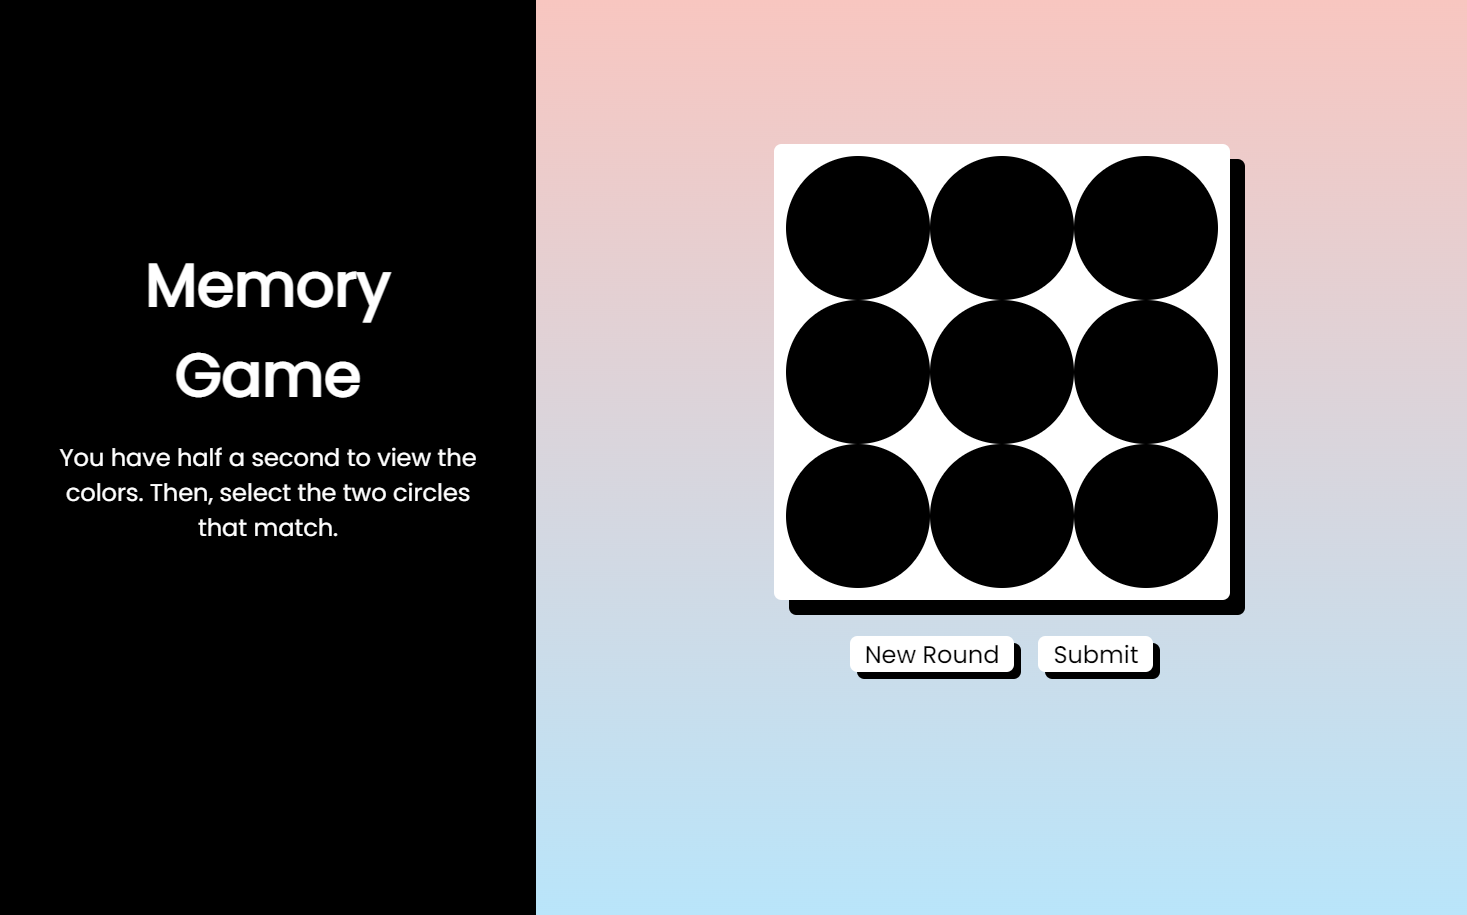 Memory
Game
You have half a second to view the
colors. Then, select the two circles
that match.
New Round
Submit